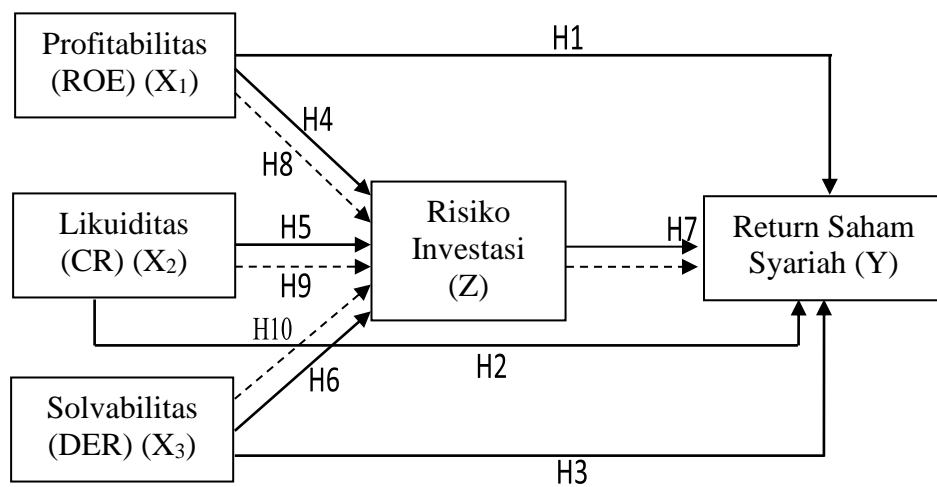 Profitabilitas
(ROE) (X₁)
H1
H4
H8
Likuiditas
(CR) (X₂)
H5
H9
Risiko
Investasi
(Z)
H7
Return Saham
Syariah (Y)
H10
H2
H6
Solvabilitas
(DER) (X₃)
H3